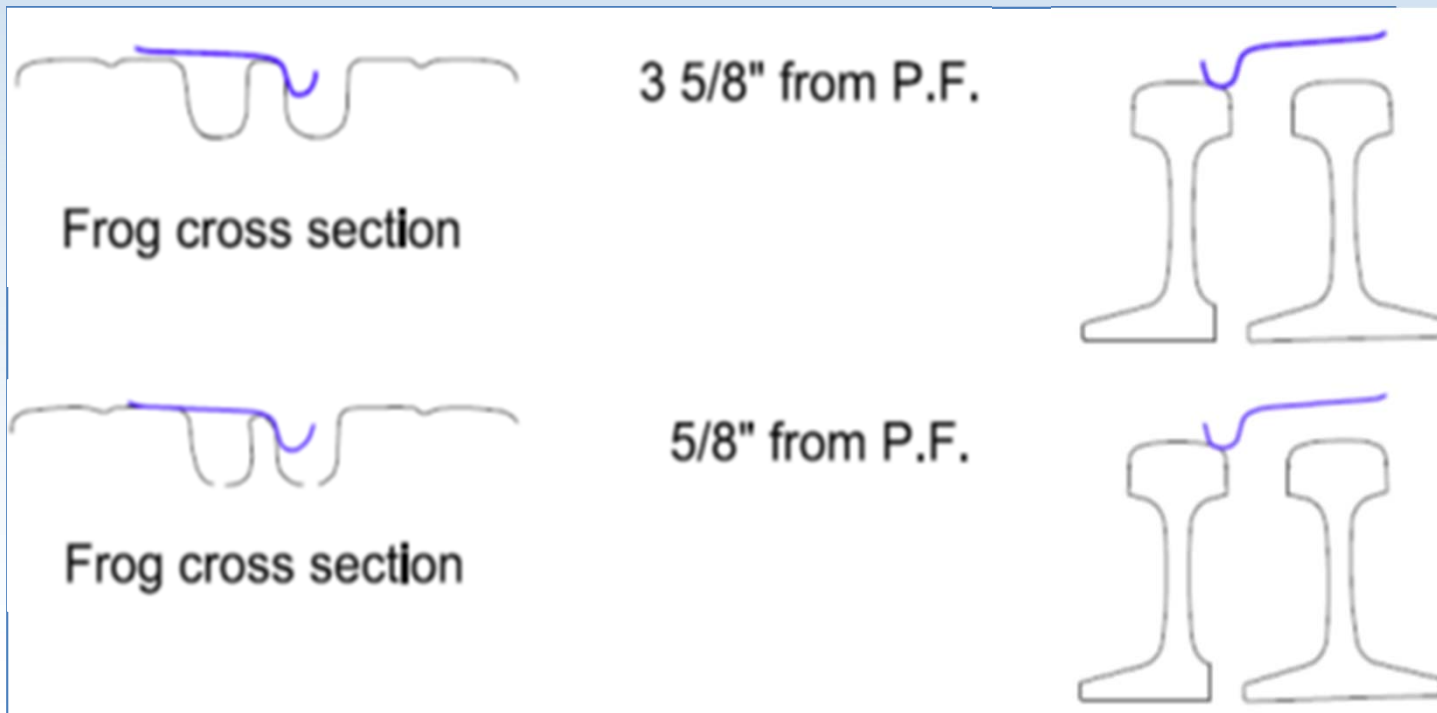 3 5/8" from P.F.
Frog cross section
5/8" from P.F.
Frog cross section